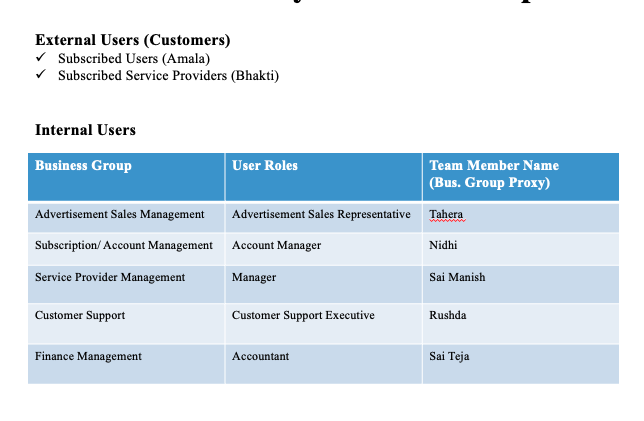 External Users (Customers)
✓ Subscribed Users (Amala)
✓ Subscribed Service Providers (Bhakti)
Internal Users
Business Group User Roles Team Member Name
(Bus. Group Proxy)
Advertisement Sales Management Advertisement Sales Representative Tahera
Subscription/ Account Management Account Manager Nidhi
Service Provider Management Manager Sai Manish
Customer Support Customer Support Executive Rushda
Finance Management Accountant Sai Teja